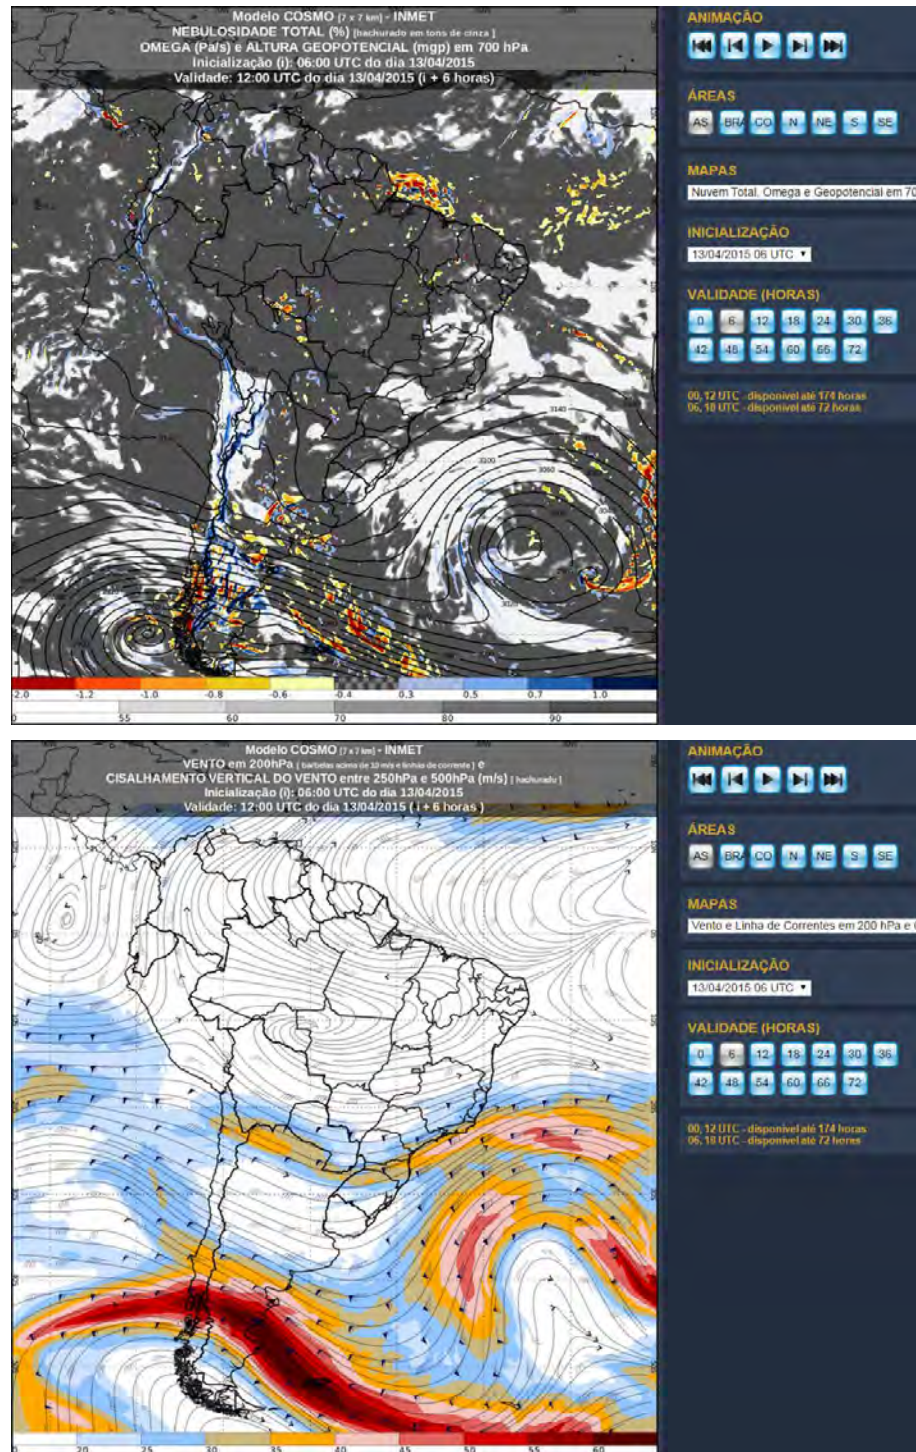 Modelo COSMO [7 x 7 km] - INMET
NEBULOSIDADE TOTAL (%) [hachurado em tons de cinza ]
OMEGA (Pa/s) e ALTURA GEOPOTENCIAL (mgp) em 700 hPa
Inicialização (i): 06:00 UTC do dia 13/04/2015
Validade: 12:00 UTC do dia 13/04/2015 (i + 6 horas)
3140
3100
3060
-2.0 -1.2 -1.0 -0.8 -0.6 -0.4 0.3 0.5 0.7 1.0
55 60 70 80 90
ANIMAÇÃO
ÁREAS
AS BRA CO N NE S SE
MAPAS
Nuvem Total, Omega e Geopotencial em 70
INICIALIZAÇÃO
13/04/2015 06 UTC
VALIDADE (HORAS)
0 6 12 18 24 30 36
42 48 54 60 66 72
00, 12 UTC - disponível até 174 horas
06, 18 UTC - disponível até 72 horas
Modelo COSMO [7 x 7 km] - INMET
VENTO em 200hPa [ barbelas acima de 10 m/s e linhas de corrente ] e
CISALHAMENTO VERTICAL DO VENTO entre 250hPa e 500hPa (m/s) [ hachurado ]
Inicialização (i): 06:00 UTC do dia 13/04/2015
Validade: 12:00 UTC do dia 13/04/2015 ( i + 6 horas )
20 25 30 35 40 45 50 55 60
ANIMAÇÃO
ÁREAS
AS BRA CO N NE S SE
MAPAS
Vento e Linha de Correntes em 200 hPa e
INICIALIZAÇÃO
13/04/2015 06 UTC
VALIDADE (HORAS)
0 6 12 18 24 30 36
42 48 54 60 66 72
00, 12 UTC - disponível até 174 horas
06, 18 UTC - disponível até 72 horas